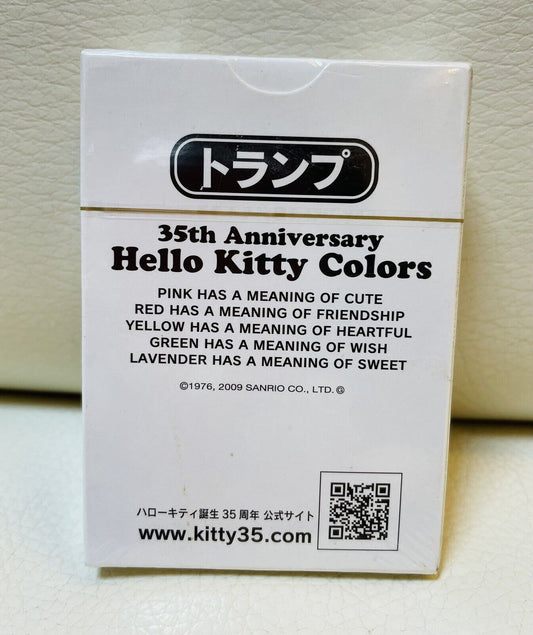 トランプ
35th Anniversary
Hello Kitty Colors
PINK HAS A MEANING OF CUTE
RED HAS A MEANING OF FRIENDSHIP
YELLOW HAS A MEANING OF HEARTFUL
GREEN HAS A MEANING OF WISH
LAVENDER HAS A MEANING OF SWEET
©1976, 2009 SANRIO CO., LTD. Ⓖ
ハローキティ誕生 35 周年 公式サイト
www.kitty35.com